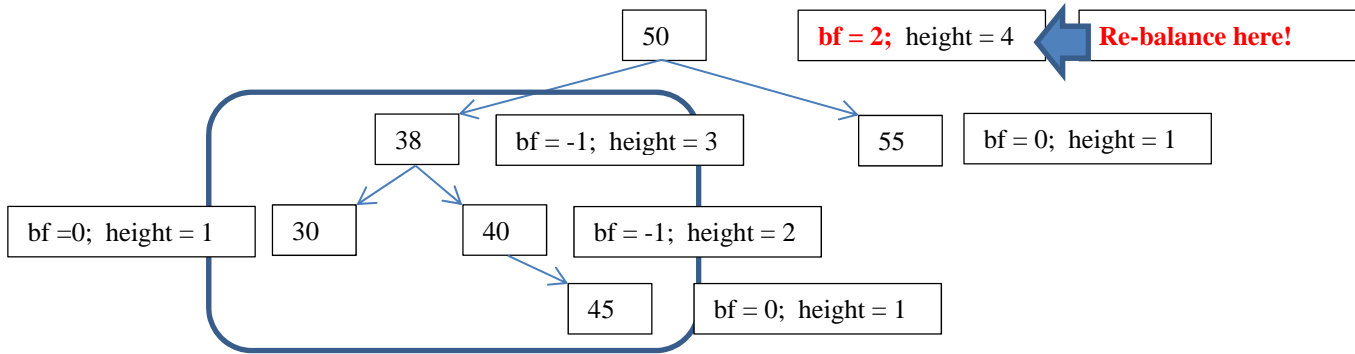 50
bf = 2; height = 4
Re-balance here!
38
bf = -1; height = 3
55
bf = 0; height = 1
bf =0; height = 1
30
40
bf = -1; height = 2
45
bf = 0; height = 1